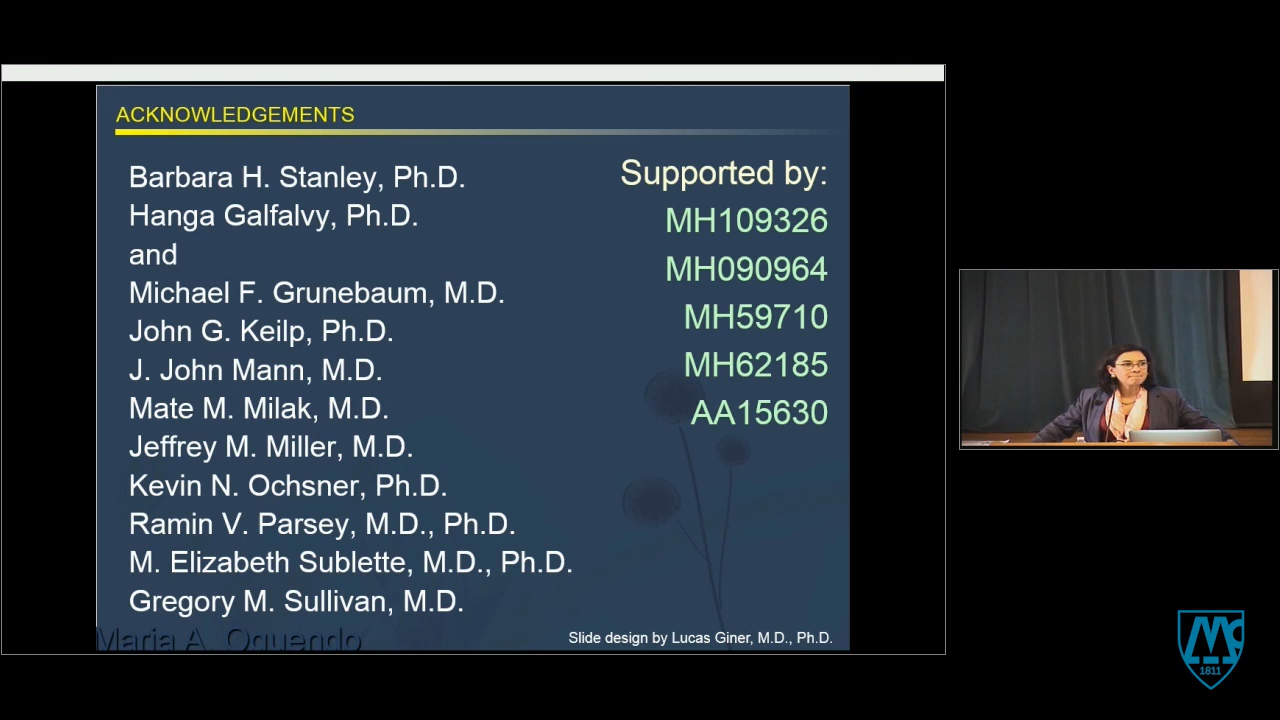 ACKNOWLEDGEMENTS
Barbara H. Stanley, Ph.D.
Hanga Galfalvy, Ph.D.
and
Michael F. Grunebaum, M.D.
John G. Keilp, Ph.D.
J. John Mann, M.D.
Mate M. Milak, M.D.
Jeffrey M. Miller, M.D.
Kevin N. Ochsner, Ph.D.
Ramin V. Parsey, M.D., Ph.D.
M. Elizabeth Sublette, M.D., Ph.D.
Gregory M. Sullivan, M.D.
Supported by:
MH109326
MH090964
MH59710
MH62185
AA15630
Maria A. Oquendo
Slide design by Lucas Giner, M.D., Ph.D.
1811